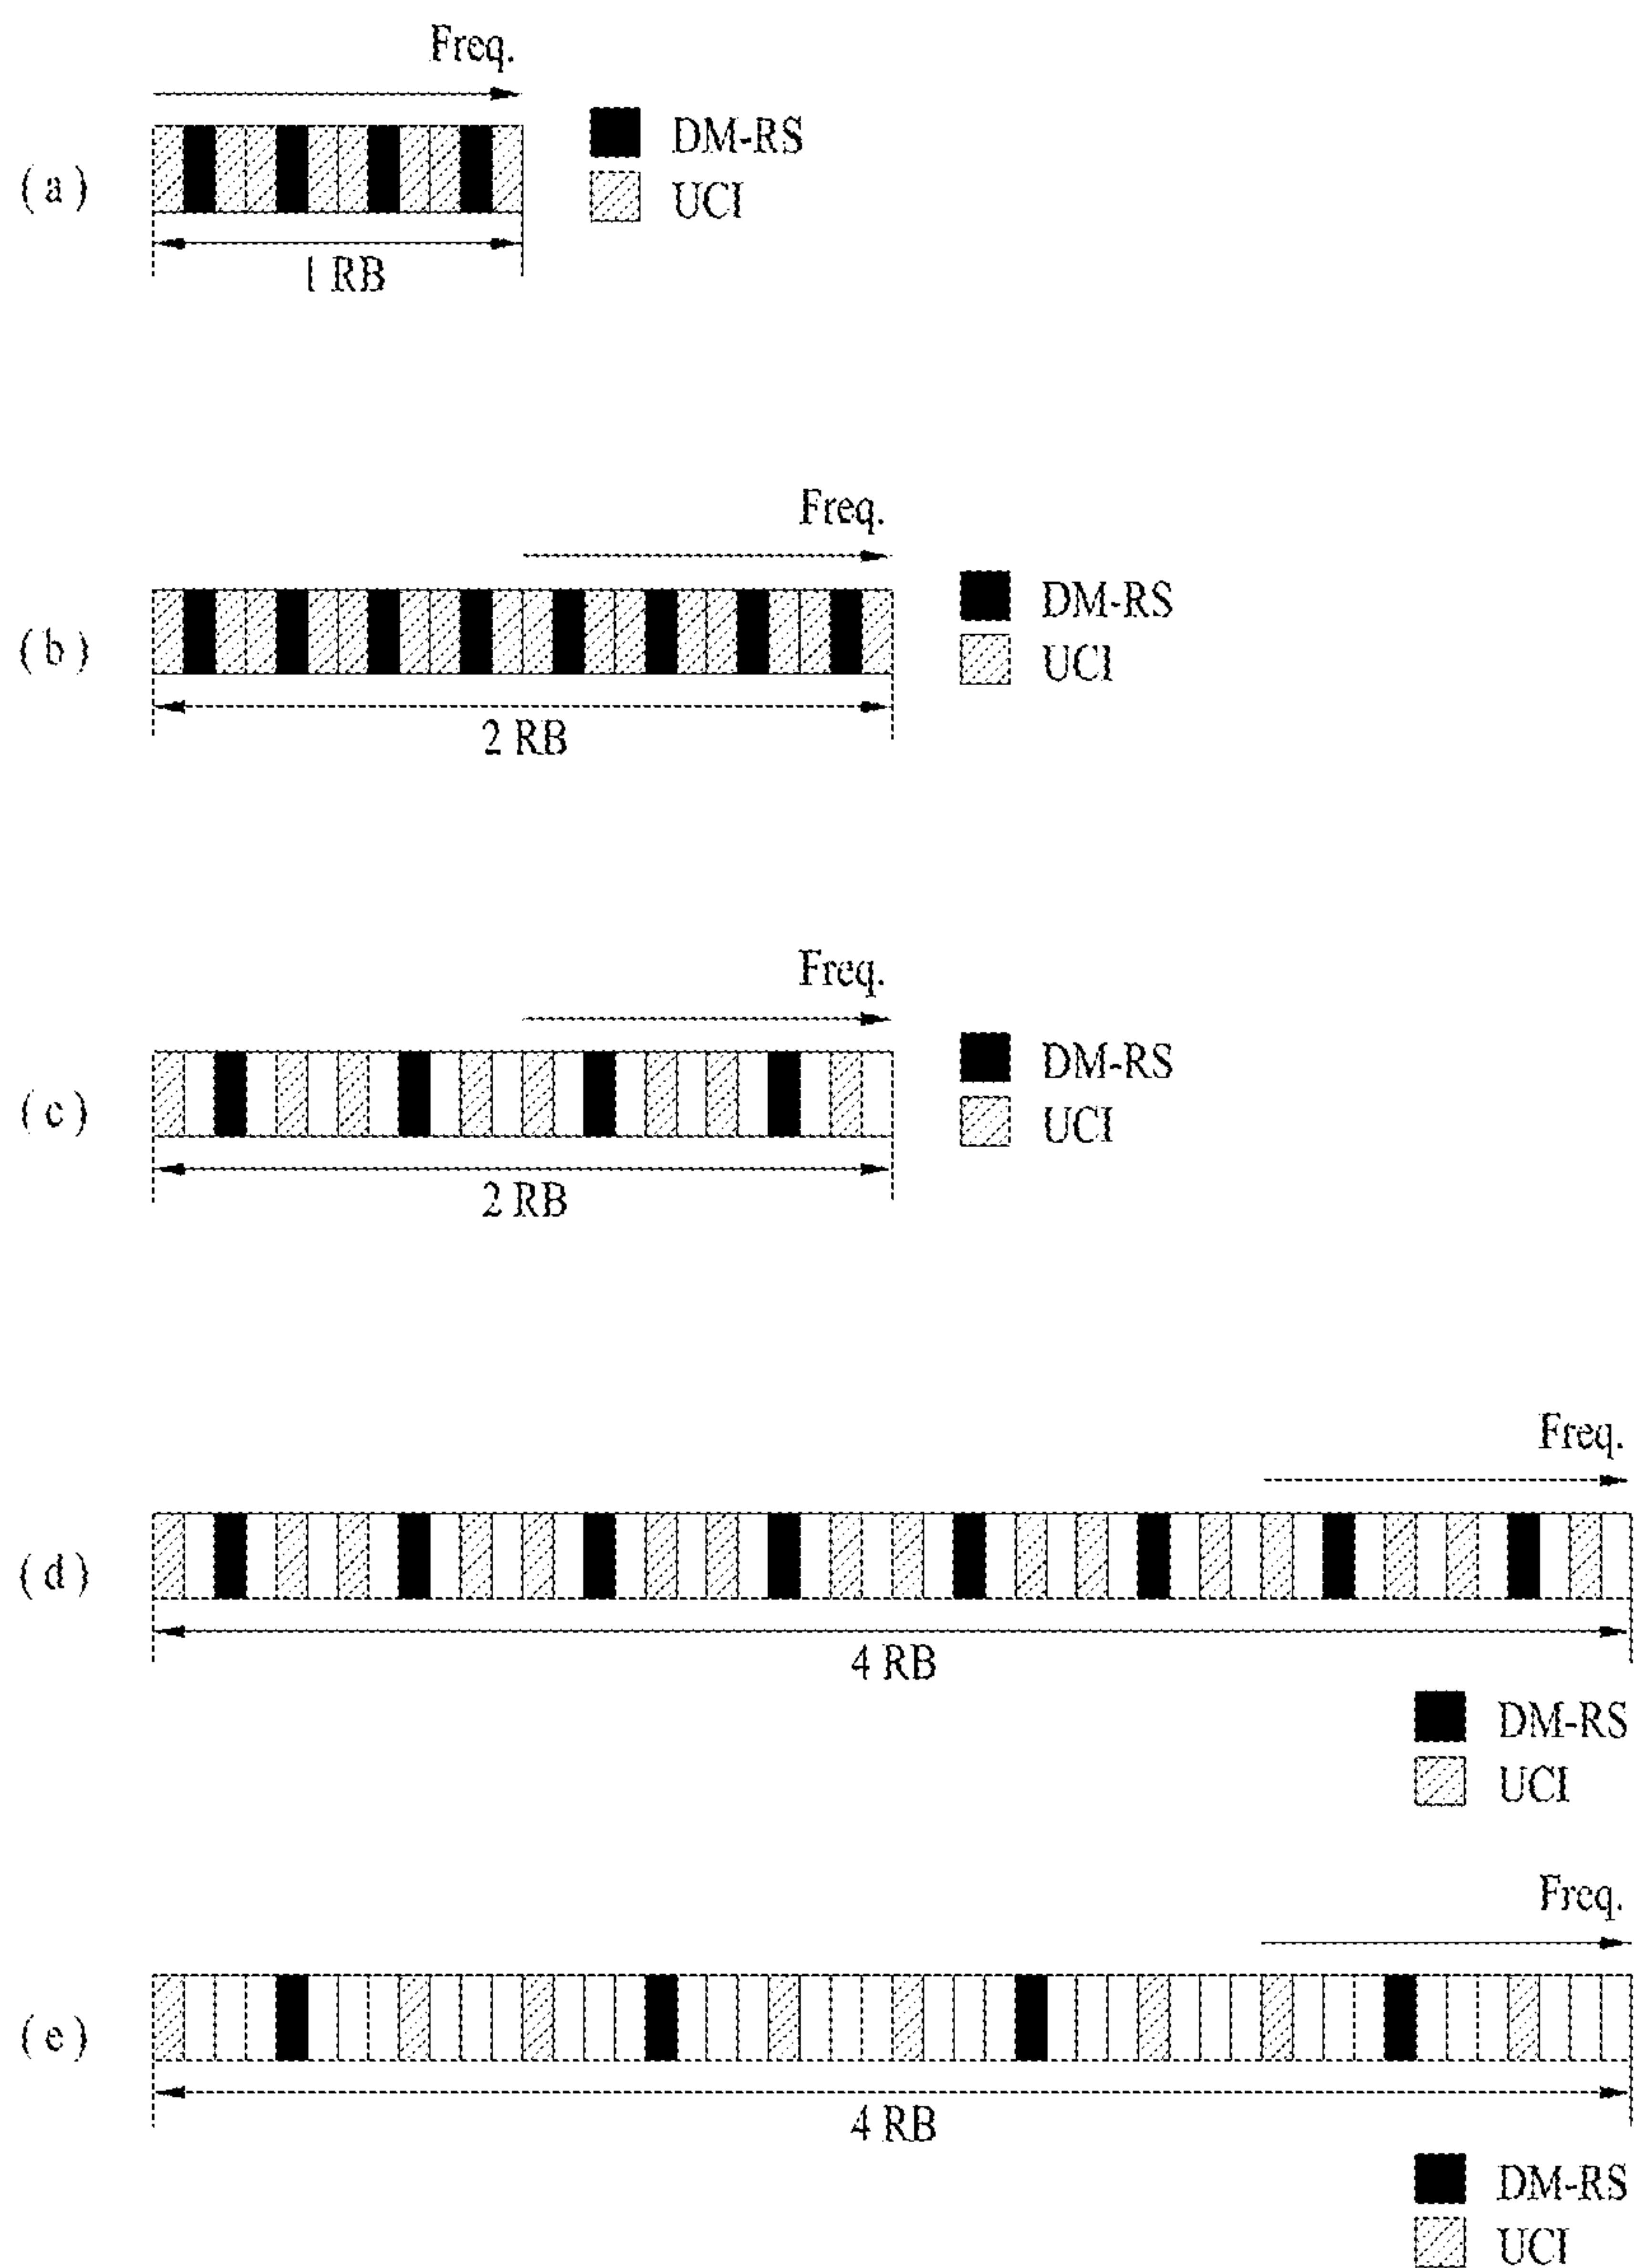 Freq.
(a)
DM-RS
UCI
1 RB
Freq.
(b)
DM-RS
UCI
2 RB
Freq.
(c)
DM-RS
UCI
2 RB
Freq.
(d)
4 RB
DM-RS
UCI
Freq.
(e)
4 RB
DM-RS
UCI